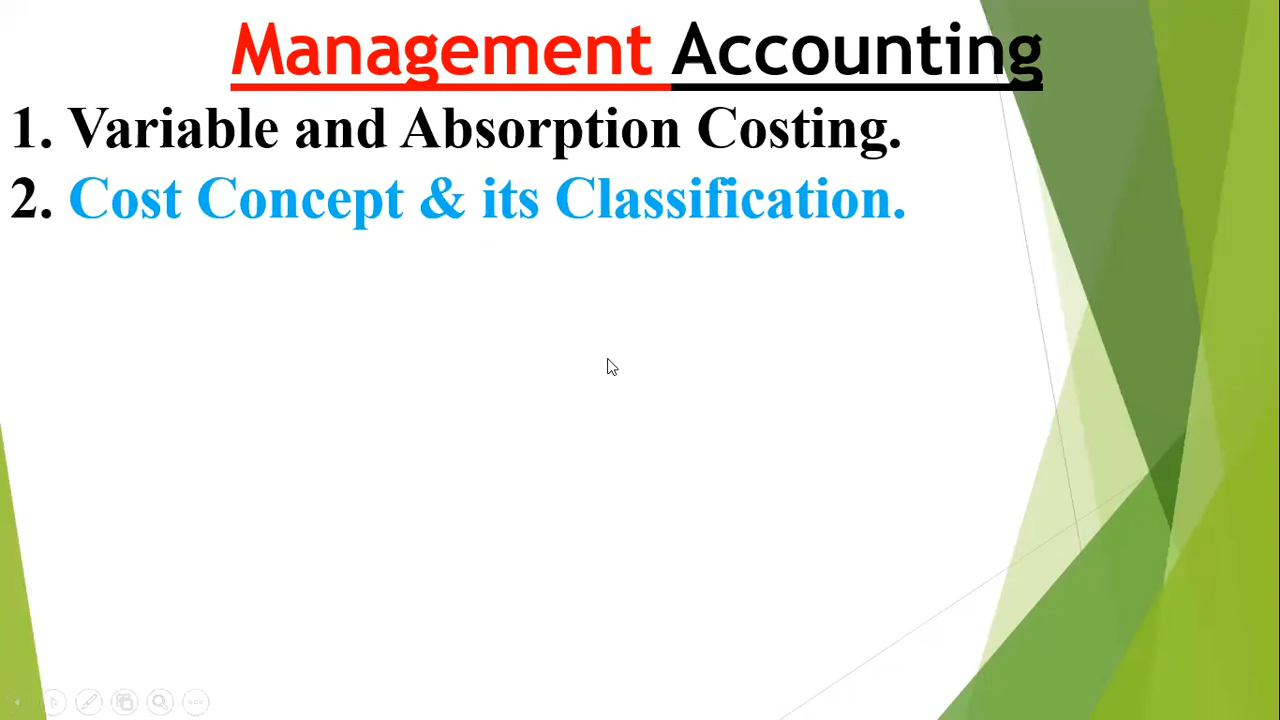 Management Accounting
1. Variable and Absorption Costing.
2. Cost Concept & its Classification.